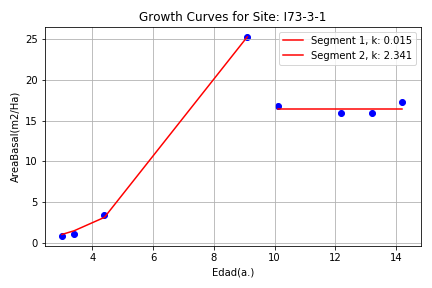 Growth Curves for Site: I73-3-1
Segment 1, k: 0.015
Segment 2, k: 2.341
AreaBasal(m2/Ha)
25
20
15
10
5
0
4
6
8
10
12
14
Edad(a.)